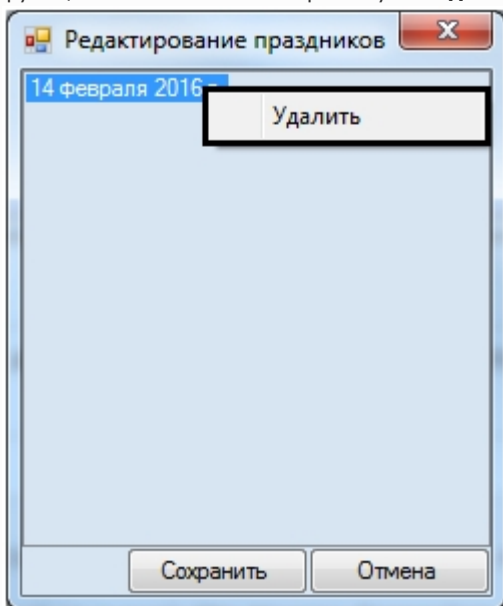 Редактирование праздников
14 февраля 2016
Удалить
Сохранить
Отмена